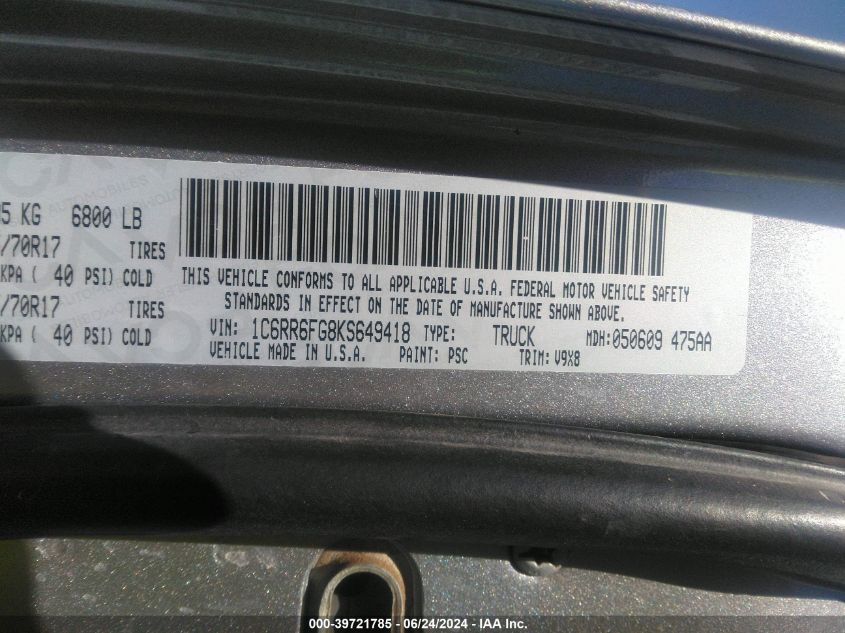 5 KG 6800 LB
/70R17 TIRES
KPA ( 40 PSI) COLD
/70R17 TIRES
KPA ( 40 PSI) COLD
THIS VEHICLE CONFORMS TO ALL APPLICABLE U.S.A. FEDERAL MOTOR VEHICLE SAFETY
STANDARDS IN EFFECT ON THE DATE OF MANUFACTURE SHOWN ABOVE.
VIN: 1C6RR6FG8KS649418 TYPE: TRUCK MDH:050609 475AA
VEHICLE MADE IN U.S.A. PAINT: PSC TRIM: V9X8
000-39721785 - 06/24/2024 - IAA Inc.